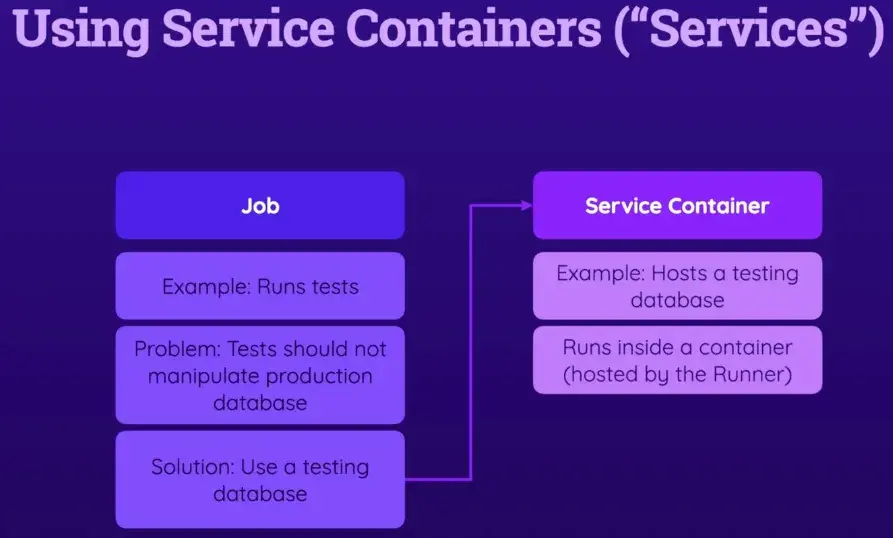 Using Service Containers (“Services”)
Job
Example: Runs tests
Problem: Tests should not
manipulate production
database
Solution: Use a testing
database
Service Container
Example: Hosts a testing
database
Runs inside a container
(hosted by the Runner)